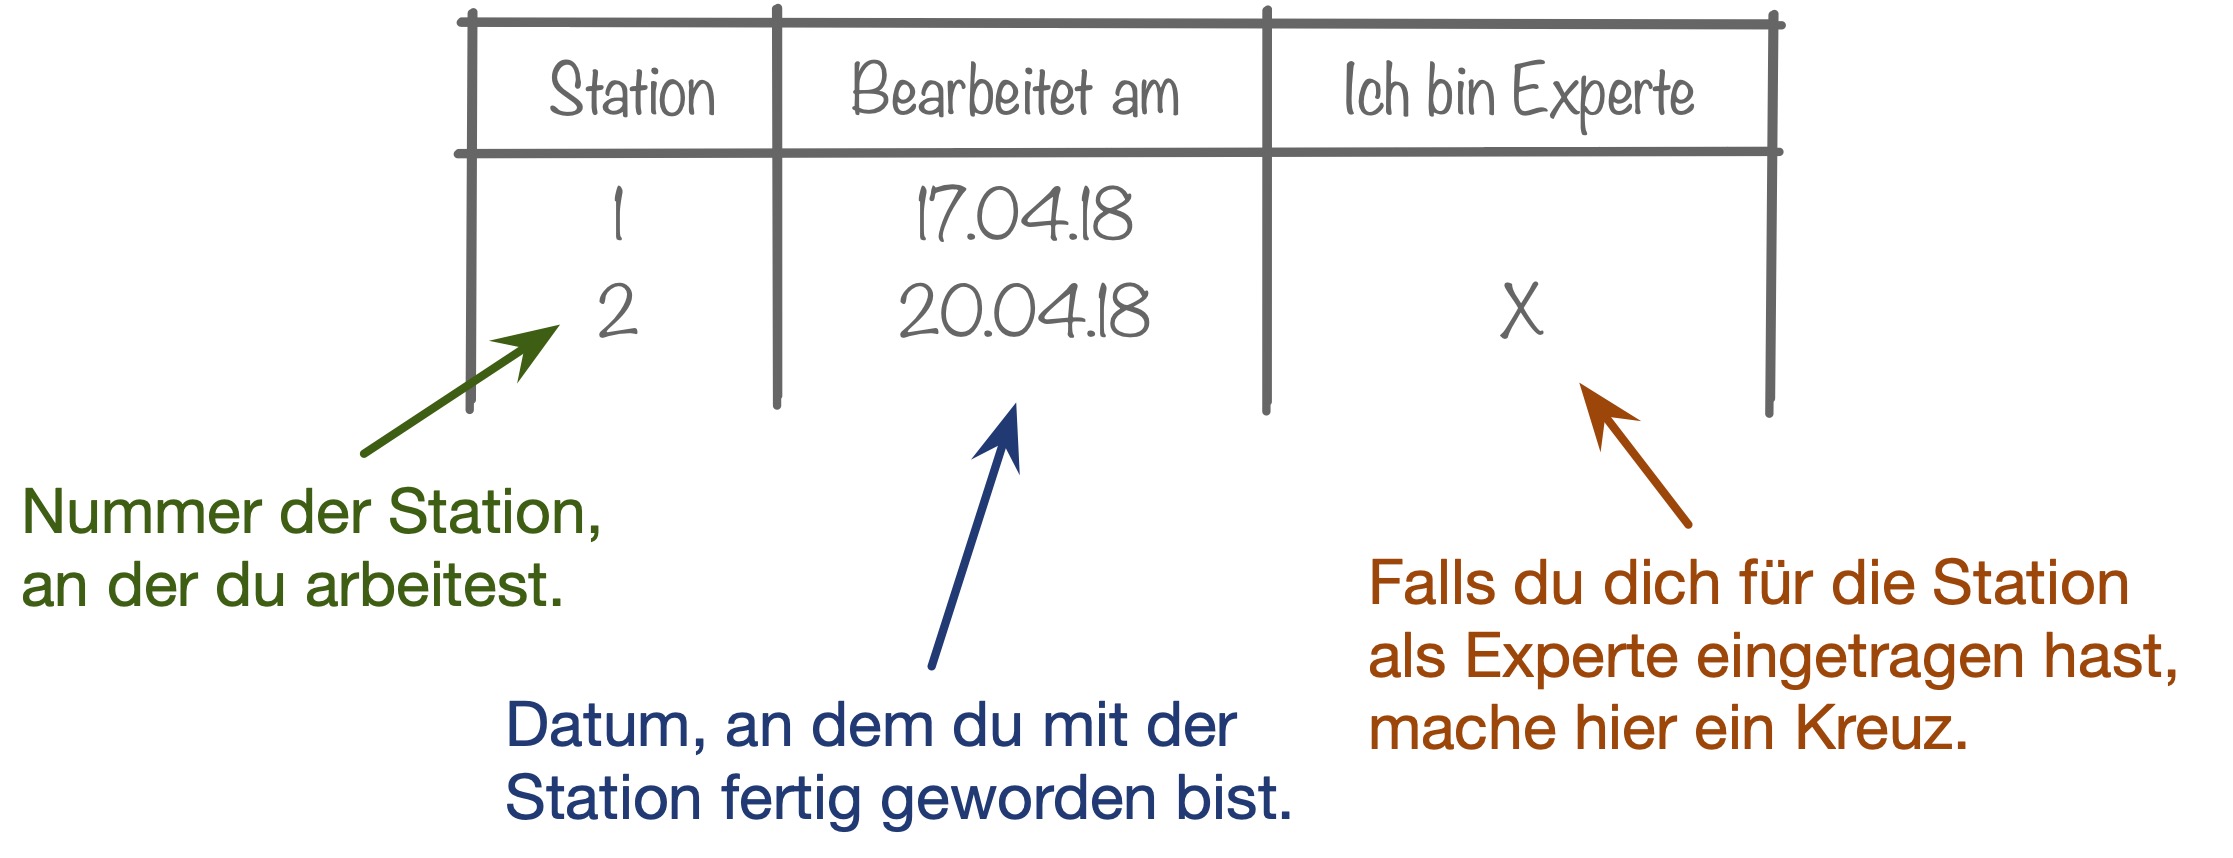 Station Bearbeitet am Ich bin Experte
1 17.04.18
2 20.04.18 X
Nummer der Station,
an der du arbeitest.
Datum, an dem du mit der
Station fertig geworden bist.
Falls du dich für die Station
als Experte eingetragen hast,
mache hier ein Kreuz.